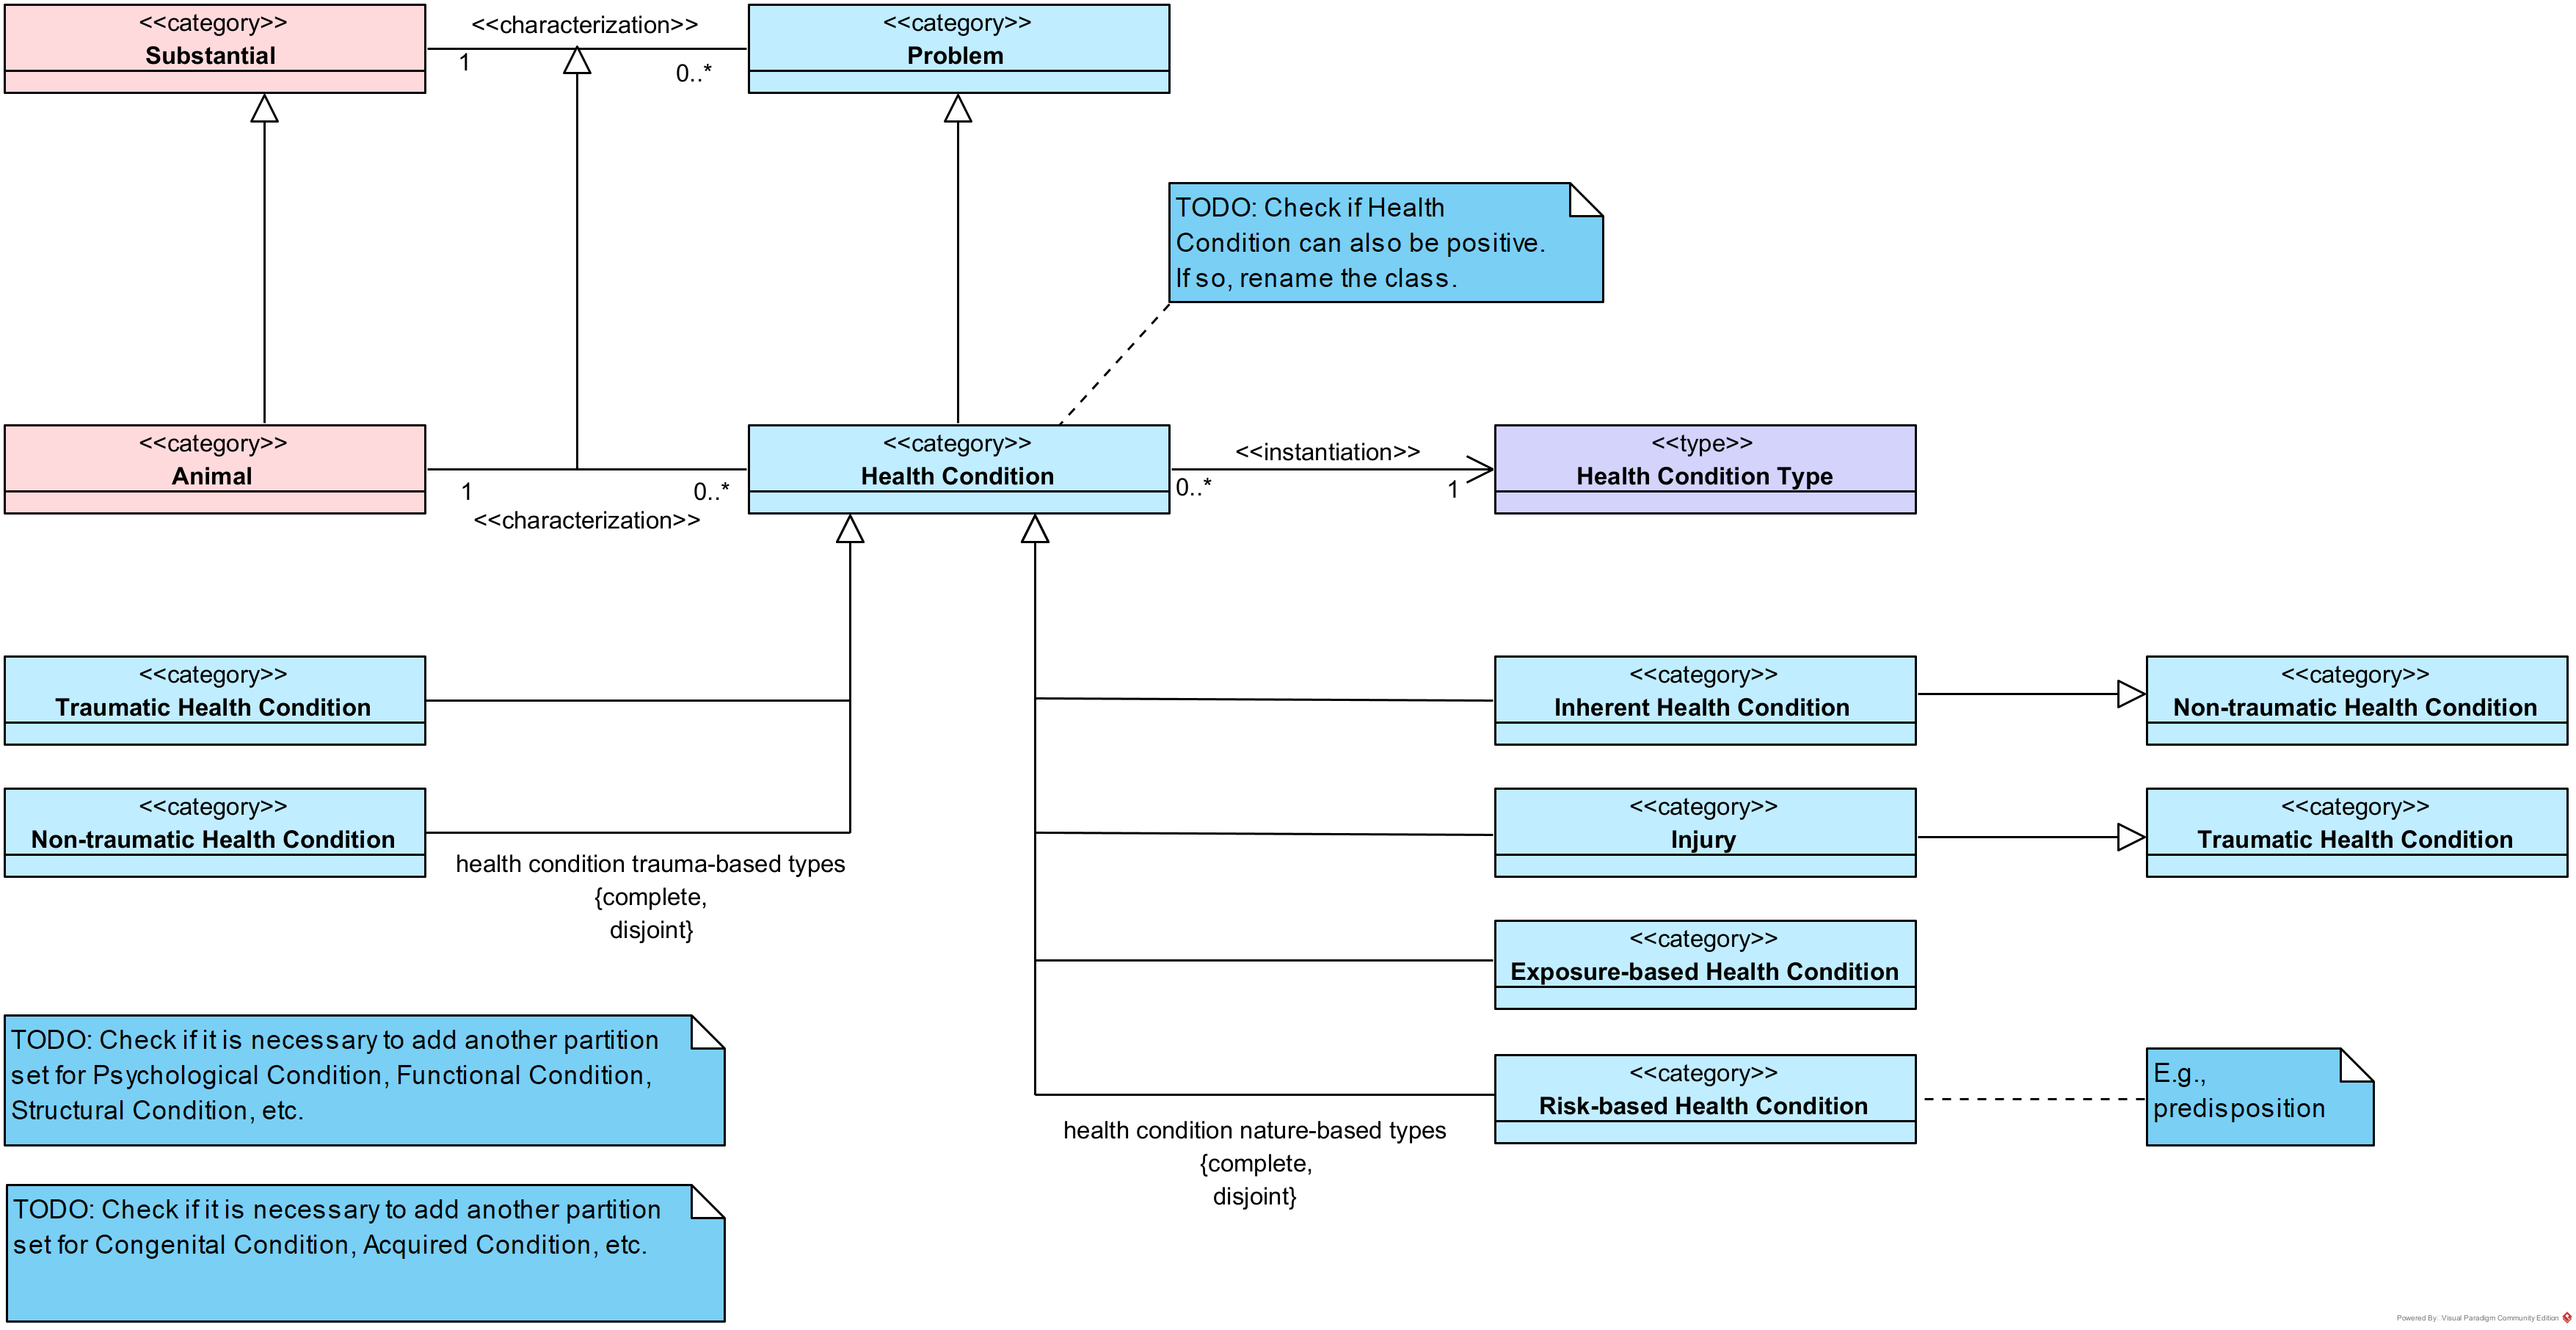 <<category>>
Substantial
<<characterization>>
1
0..*
<<category>>
Problem
TODO: Check if Health
Condition can also be positive.
If so, rename the class.
<<category>>
Animal
1
0..*
<<characterization>>
<<category>>
Health Condition
<<instantiation>>
0..*
1
<<type>>
Health Condition Type
<<category>>
Traumatic Health Condition
<<category>>
Non-traumatic Health Condition
health condition trauma-based types
{complete,
disjoint}
<<category>>
Inherent Health Condition
<<category>>
Non-traumatic Health Condition
<<category>>
Injury
<<category>>
Traumatic Health Condition
<<category>>
Exposure-based Health Condition
<<category>>
Risk-based Health Condition
E.g.,
predisposition
health condition nature-based types
{complete,
disjoint}
TODO: Check if it is necessary to add another partition
set for Psychological Condition, Functional Condition,
Structural Condition, etc.
TODO: Check if it is necessary to add another partition
set for Congenital Condition, Acquired Condition, etc.
Powered By: Visual Paradigm Community Edition